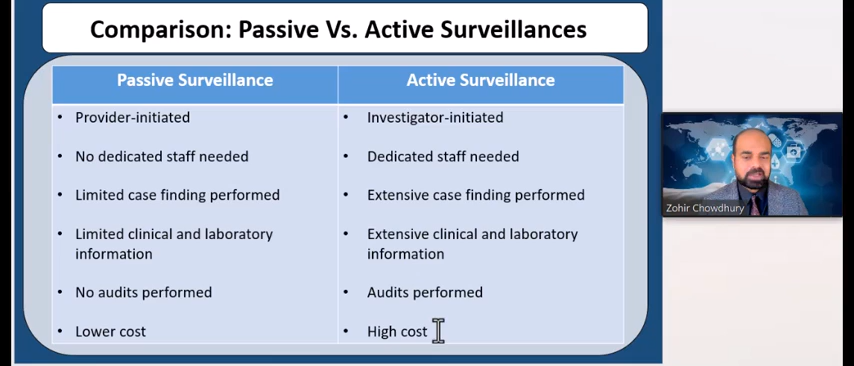 Comparison: Passive Vs. Active Surveillances
Passive Surveillance
Active Surveillance
• Provider-initiated
• Investigator-initiated
• No dedicated staff needed
• Dedicated staff needed
• Limited case finding performed
• Extensive case finding performed
• Limited clinical and laboratory
information
• Extensive clinical and laboratory
information
• No audits performed
• Audits performed
• Lower cost
• High cost
Zohir Chowdhury